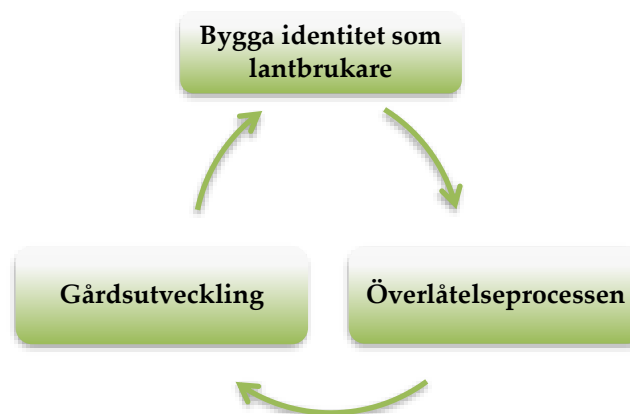 Bygga identitet som
lantbrukare
Gårdsutveckling
Överlåtelseprocessen